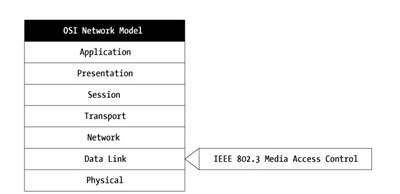 OSI Network Model
Application
Presentation
Session
Transport
Network
Data Link
IEEE 802.3 Media Access Control
Physical